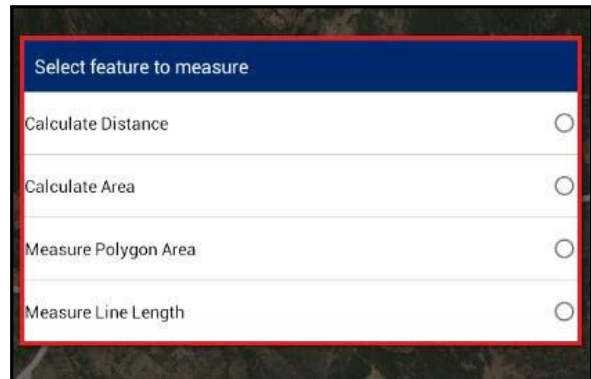 Select feature to measure
Calculate Distance
Calculate Area
Measure Polygon Area
Measure Line Length